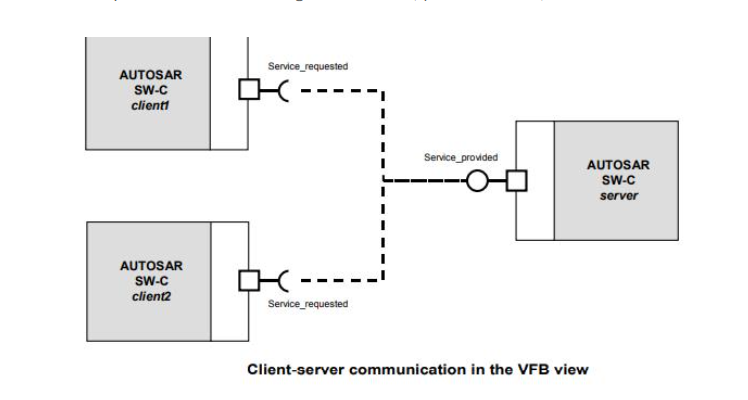 AUTOSAR
SW-C
client1
Service_requested
Service_provided
AUTOSAR
SW-C
server
AUTOSAR
SW-C
client2
Service_requested
Client-server communication in the VFB view